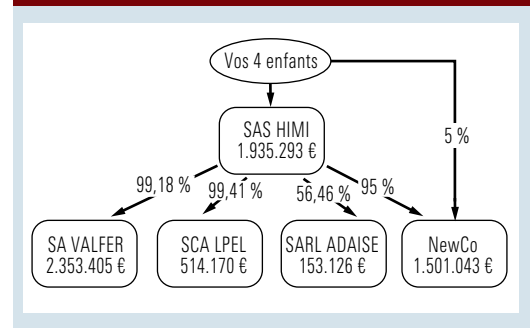 Vos 4 enfants
SAS HIMI
1.935.293 €
5 %
99,18 %
99,41 %
56,46 %
95 %
SA VALFER
2.353.405 €
SCA LPEL
514.170 €
SARL ADAISE
153.126 €
NewCo
1.501.043 €